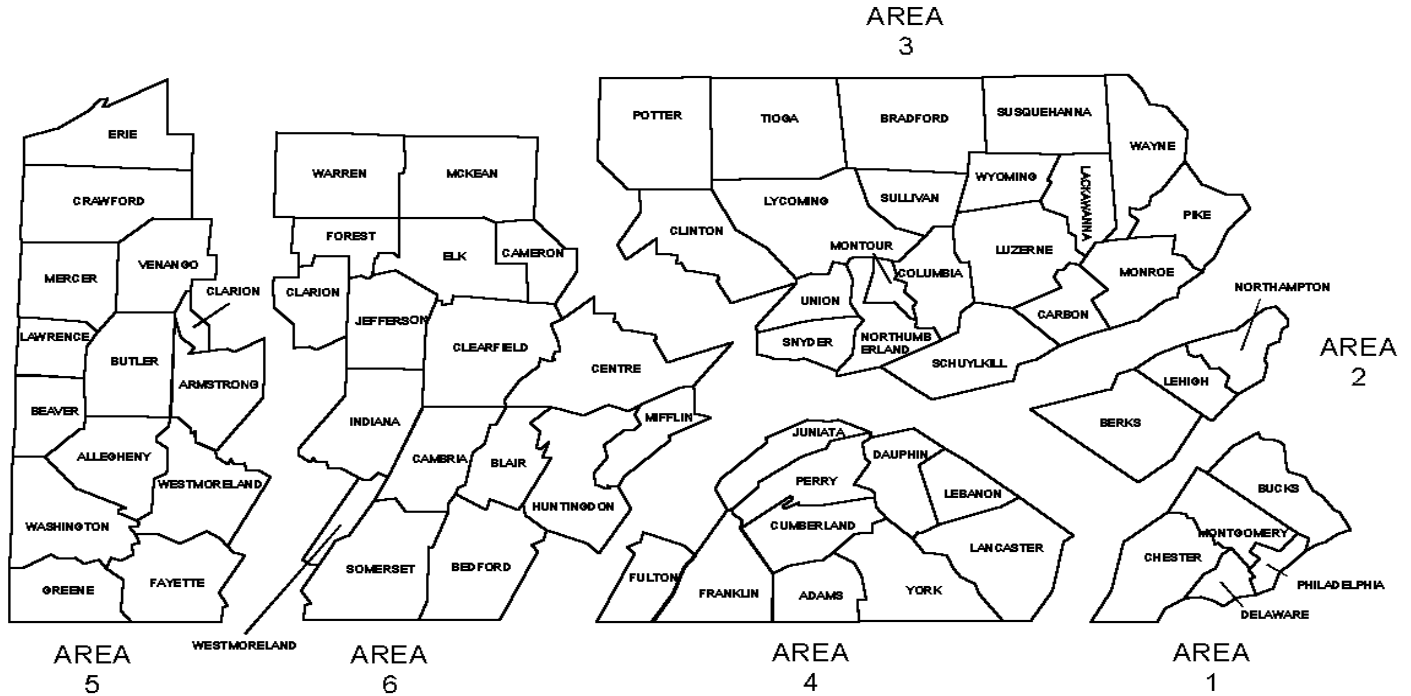 AREA
3
POTTER
TIOGA
BRADFORD
SUSQUEHANNA
WAYNE
WYOMING
LACKAWANNA
SULLIVAN
LYCOMING
PIKE
CLINTON
MONTOUR
COLUMBIA
LUZERNE
MONROE
UNION
CARBON
SNYDER
NORTHUMB
ERLAND
SCHUYLKILL
ERIE
CRAWFORD
MERCER
VENANGO
CLARION
LAWRENCE
BUTLER
ARMSTRONG
BEAVER
ALLEGHENY
WESTMORELAND
WASHINGTON
GREENE
FAYETTE
AREA
5
WARREN
MCKEAN
FOREST
ELK
CAMERON
CLARION
JEFFERSON
CLEARFIELD
CENTRE
INDIANA
MIFFLIN
CAMBRIA
BLAIR
HUNTINGDON
SOMERSET
BEDFORD
WESTMORELAND
AREA
6
JUNIATA
DAUPHIN
PERRY
LEBANON
CUMBERLAND
LANCASTER
FULTON
FRANKLIN
ADAMS
YORK
AREA
4
NORTHAMPTON
LEHIGH
BERKS
AREA
2
BUCKS
MONTGOMERY
CHESTER
PHILADELPHIA
DELAWARE
AREA
1